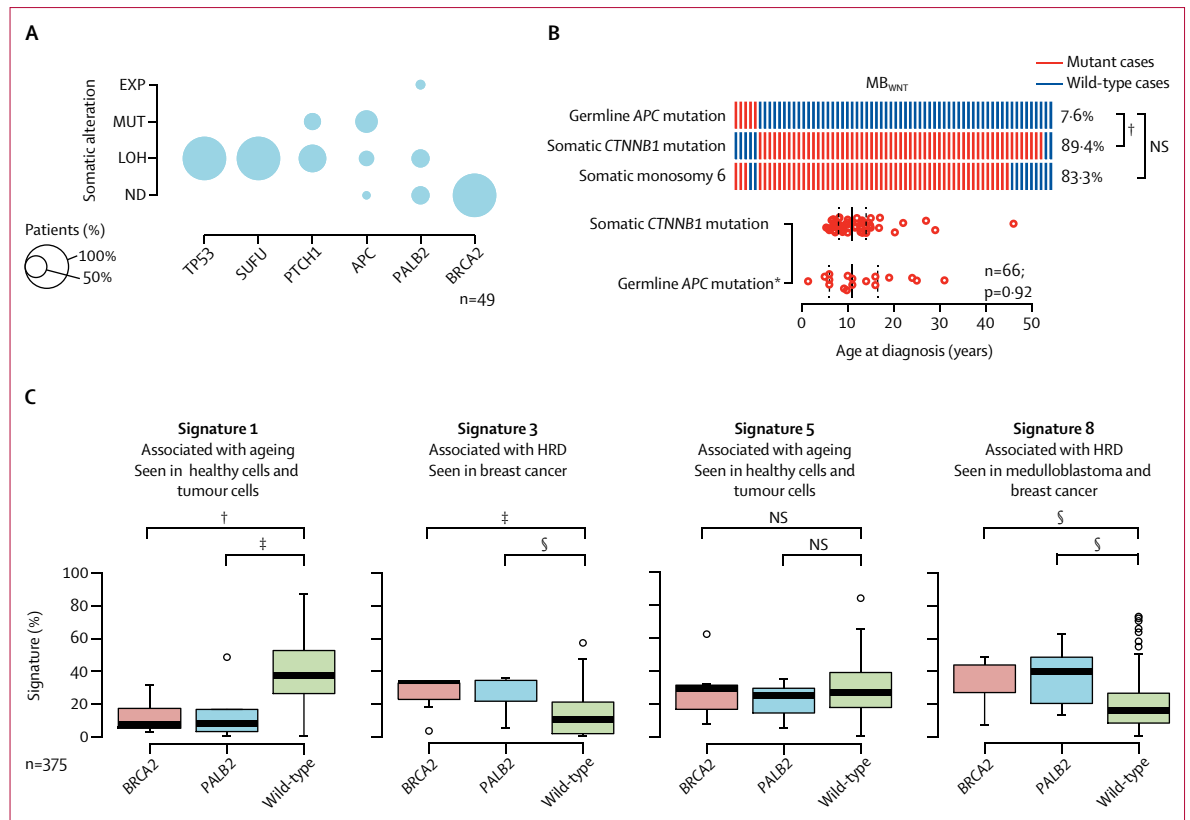 A
Somatic alteration
EXP
MUT
LOH
ND
Patients (%)
100%
50%
TP53
SUFU
PTCH1
APC
PALB2
BRCA2
n=49
B
Mutant cases
Wild-type cases
MBWNT
Germline APC mutation
7·6%
Somatic CTNNB1 mutation
89·4%
Somatic monosomy 6
83·3%
†
NS
Somatic CTNNB1 mutation
Germline APC mutation*
n=66;
p=0·92
0 10 20 30 40 50
Age at diagnosis (years)
C
Signature 1
Associated with ageing
Seen in healthy cells and
tumour cells
†
‡
Signature (%)
100
80
60
40
20
0
BRCA2
PALB2
Wild-type
n=375
Signature 3
Associated with HRD
Seen in breast cancer
‡
§
BRCA2
PALB2
Wild-type
Signature 5
Associated with ageing
Seen in healthy cells and
tumour cells
NS
NS
BRCA2
PALB2
Wild-type
Signature 8
Associated with HRD
Seen in medulloblastoma and
breast cancer
§
§
BRCA2
PALB2
Wild-type